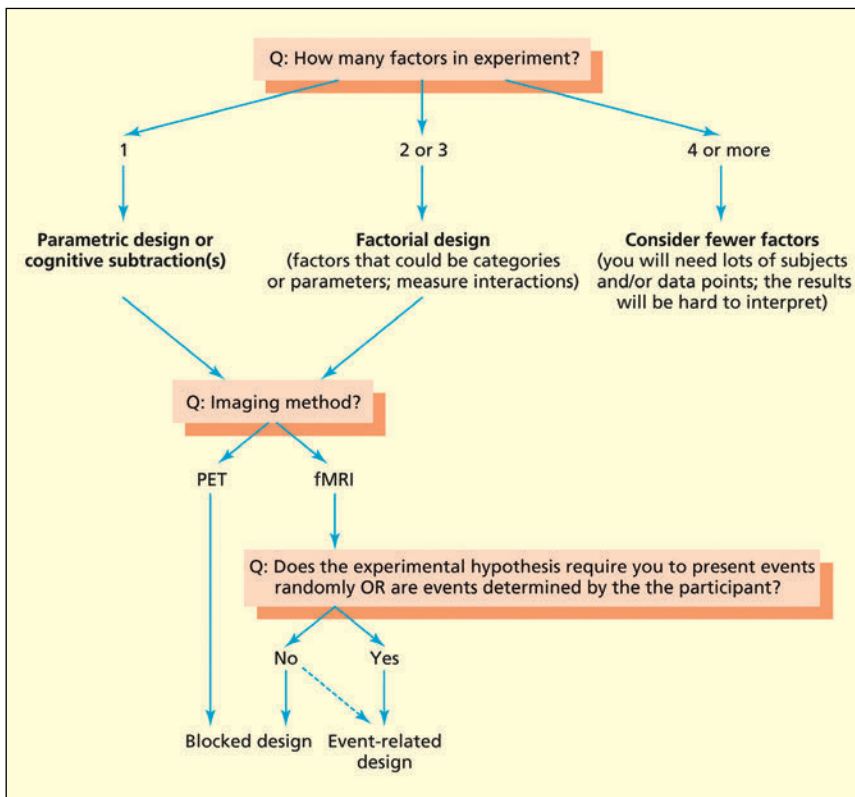 Q: How many factors in experiment?
1
2 or 3
4 or more
Parametric design or
cognitive subtraction(s)
Factorial design
(factors that could be categories
or parameters; measure interactions)
Consider fewer factors
(you will need lots of subjects
and/or data points; the results
will be hard to interpret)
Q: Imaging method?
PET
fMRI
Q: Does the experimental hypothesis require you to present events
randomly OR are events determined by the the participant?
No
Yes
Blocked design
Event-related
design